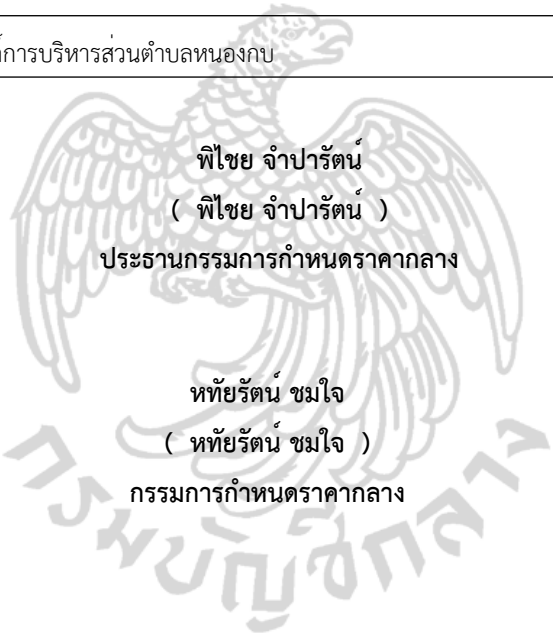 การบริหารส่วนตำบลหนองกบ
พิไชย จำปารัตน์
( พิไชย จำปารัตน์ )
ประธานกรรมการกำหนดราคากลาง
หทัยรัตน์ ชมใจ
( หทัยรัตน์ ชมใจ )
กรรมการกำหนดราคากลาง
กรมบัญชีกลาง